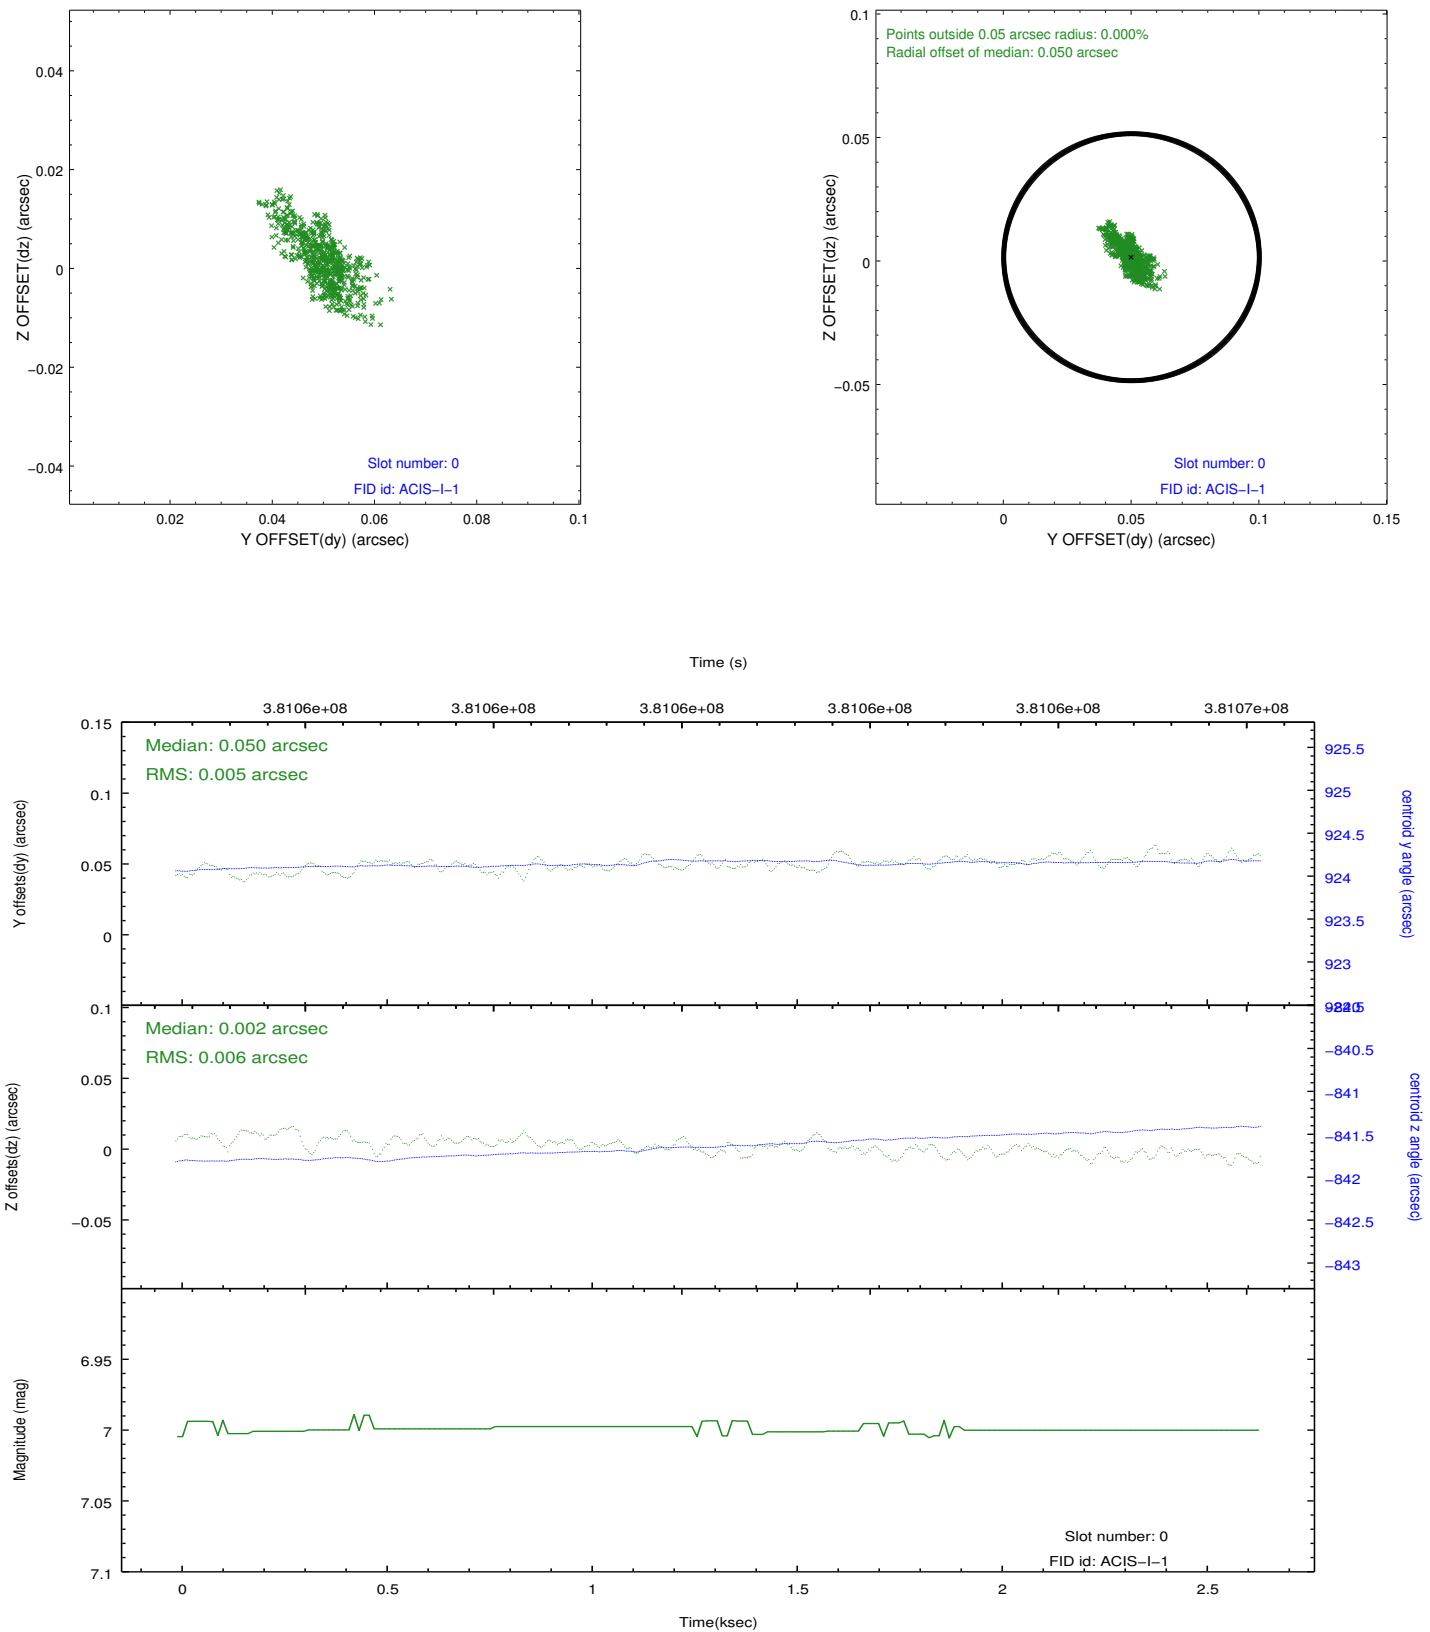 0.04
0.02
0
−0.02
−0.04
Z OFFSET(dz) (arcsec)
Slot number: 0
FID id: ACIS−I−1
0.02
0.04
0.06
0.08
0.1
Y OFFSET(dy) (arcsec)
Points outside 0.05 arcsec radius: 0.000%
Radial offset of median: 0.050 arcsec
0.1
0.05
0
−0.05
Z OFFSET(dz) (arcsec)
Slot number: 0
FID id: ACIS−I−1
0
0.05
0.1
0.15
Y OFFSET(dy) (arcsec)
Time (s)
3.8106e+08
3.8106e+08
3.8106e+08
3.8106e+08
3.8106e+08
3.8107e+08
Median: 0.050 arcsec
RMS: 0.005 arcsec
0.15
0.1
0.05
0
Y offsets(dy) (arcsec)
925.5
925
924.5
924
923.5
923
centroid y angle (arcsec)
Median: 0.002 arcsec
RMS: 0.006 arcsec
0.1
0.05
0
−0.05
Z offsets(dz) (arcsec)
−840.5
−841
−841.5
−842
−842.5
−843
centroid z angle (arcsec)
6.95
7
7.05
7.1
Magnitude (mag)
Slot number: 0
FID id: ACIS−I−1
0
0.5
1
1.5
2
2.5
Time(ksec)